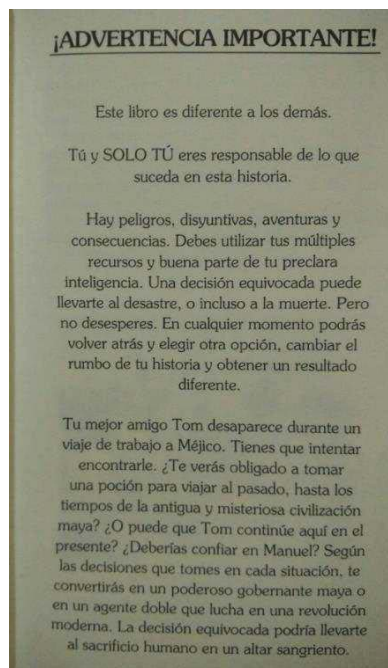 ¡ADVERTENCIA IMPORTANTE!
Este libro es diferente a los demás.
Tú y SOLO TÚ eres responsable de lo que
suceda en esta historia.
Hay peligros, disyuntivas, aventuras y
consecuencias. Debes utilizar tus múltiples
recursos y buena parte de tu preclara
inteligencia. Una decisión equivocada puede
llevarte al desastre, o incluso a la muerte. Pero
no desesperes. En cualquier momento podrás
volver atrás y elegir otra opción, cambiar el
rumbo de tu historia y obtener un resultado
diferente.
Tu mejor amigo Tom desaparece durante un
viaje de trabajo a Méjico. Tienes que intentar
encontrarle. ¿Te verás obligado a tomar
una poción para viajar al pasado, hasta los
tiempos de la antigua y misteriosa civilización
maya? ¿O puede que Tom continúe aquí en el
presente? ¿Deberías confiar en Manuel? Según
las decisiones que tomes en cada situación, te
convertirás en un poderoso gobernante maya o
en un agente doble que lucha en una revolución
moderna. La decisión equivocada podría llevarte
al sacrificio humano en un altar sangriento.